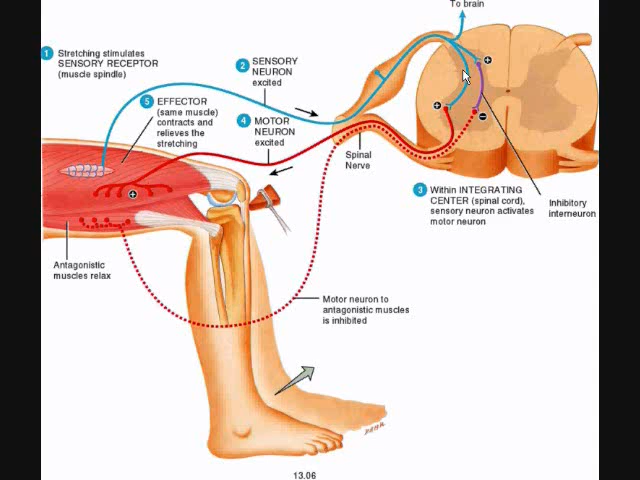 To brain
1 Stretching stimulates
SENSORY RECEPTOR
(muscle spindle)
2 SENSORY
NEURON
excited
5 EFFECTOR
(same muscle)
contracts and
relieves the
stretching
4 MOTOR
NEURON
excited
+
+
−
+
Spinal
Nerve
3 Within INTEGRATING
CENTER (spinal cord),
sensory neuron activates
motor neuron
Inhibitory
interneuron
Antagonistic
muscles relax
Motor neuron to
antagonistic muscles
is inhibited
13.06